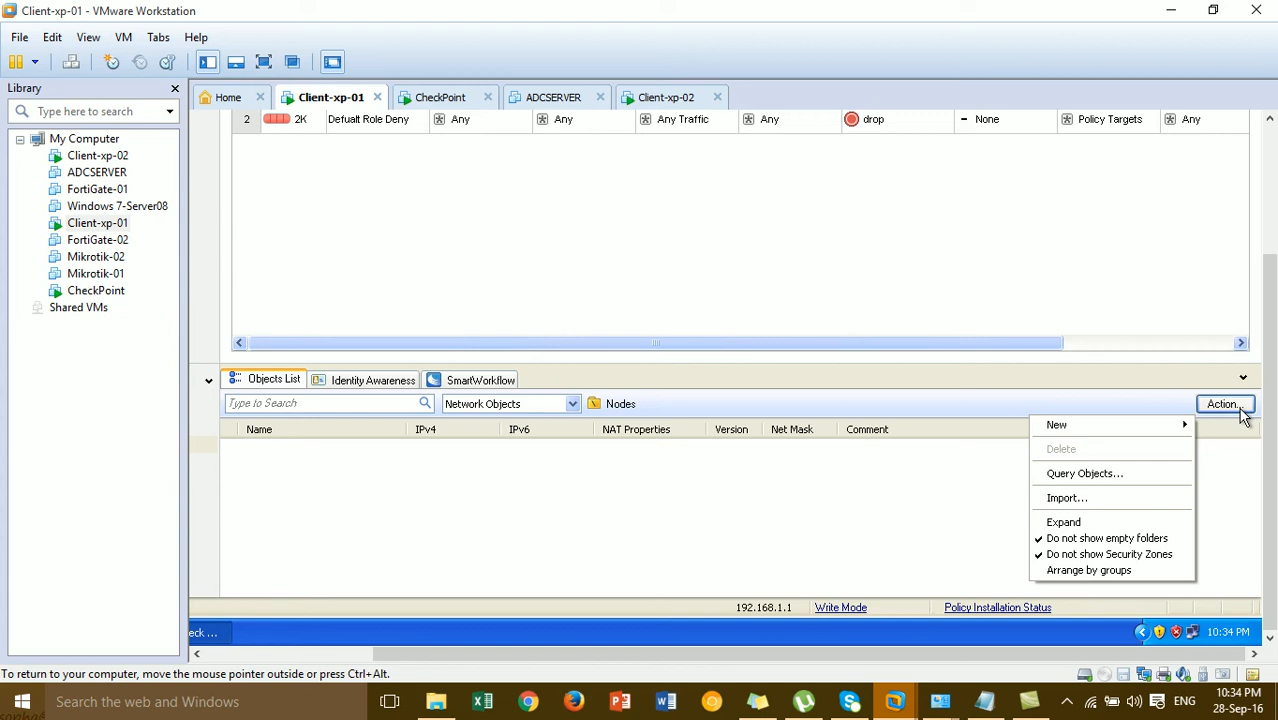 Client-xp-01 - VMware Workstation
File Edit View VM Tabs Help
Library
Type here to search
Home Client-xp-01 CheckPoint ADCSERVER Client-xp-02
My Computer
Client-xp-02
ADCSERVER
FortiGate-01
Windows 7-Server08
Client-xp-01
FortiGate-02
Mikrotik-02
Mikrotik-01
CheckPoint
Shared VMs
2 2K Defualt Role Deny Any Any Any Traffic Any drop None Policy Targets Any
Objects List Identity Awareness SmartWorkflow
Type to Search Network Objects Nodes Action...
Name IPv4 IPv6 NAT Properties Version Net Mask Comment
New
Delete
Query Objects...
Import...
Expand
Do not show empty folders
Do not show Security Zones
Arrange by groups
192.168.1.1 Write Mode Policy Installation Status
eck ... 10:34 PM
To return to your computer, move the mouse pointer outside or press Ctrl+Alt.
Search the web and Windows
ENG
10:34 PM
28-Sep-16